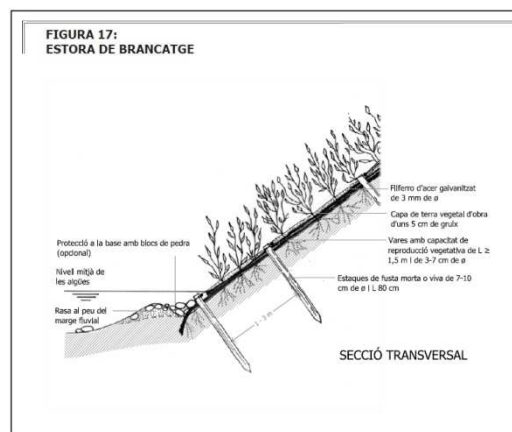 FIGURA 17:
ESTORA DE BRANCATGE
Filferro d'acer galvanitzat
de 3 mm de ø
Capa de terra vegetal d'obra
d'uns 5 cm de gruix
Vares amb capacitat de
reproducció vegetativa de L ≥
1,5 m i de 3-7 cm de ø
Estaques de fusta morta o viva de 7-10
cm de ø i L 80 cm
Protecció a la base amb blocs de pedra
(opcional)
Nivell mitjà de
les aigües
Rasa al peu del
marge fluvial
1 - 3 m
SECCIÓ TRANSVERSAL